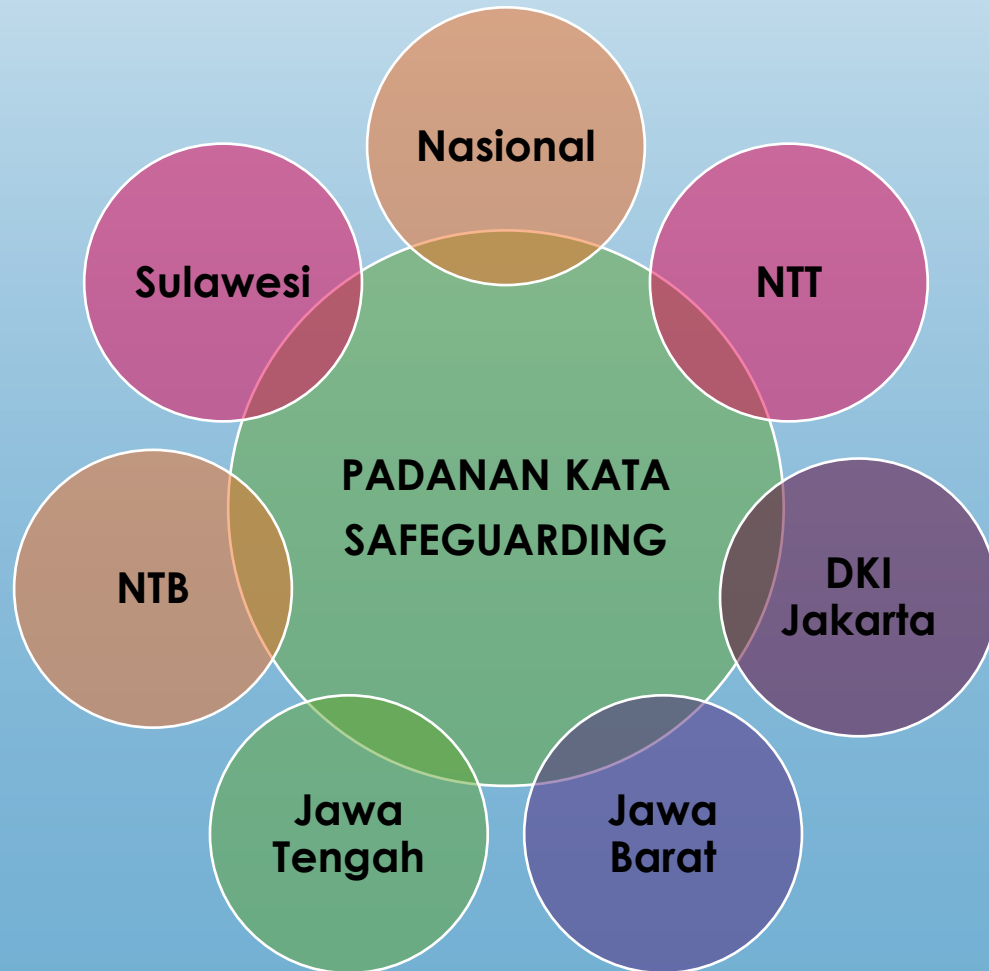 Nasional
Sulawesi
NTT
PADANAN KATA
SAFEGUARDING
NTB
DKI
Jakarta
Jawa
Tengah
Jawa
Barat